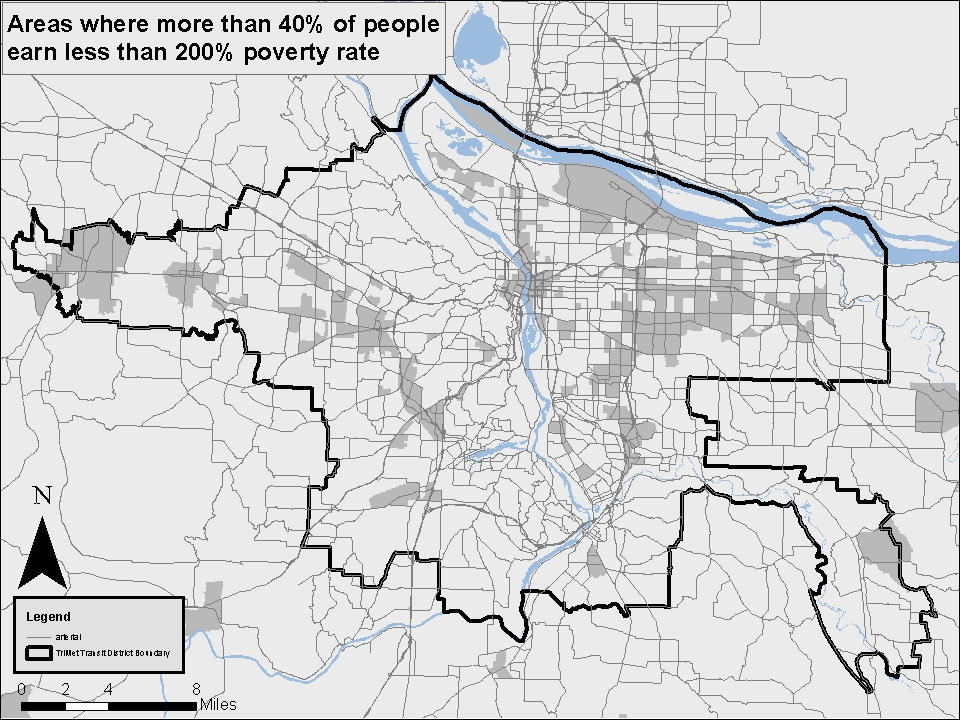 Areas where more than 40% of people
earn less than 200% poverty rate
N
Legend
arterial
TriMet Transit District Boundary
0 2 4 8
Miles